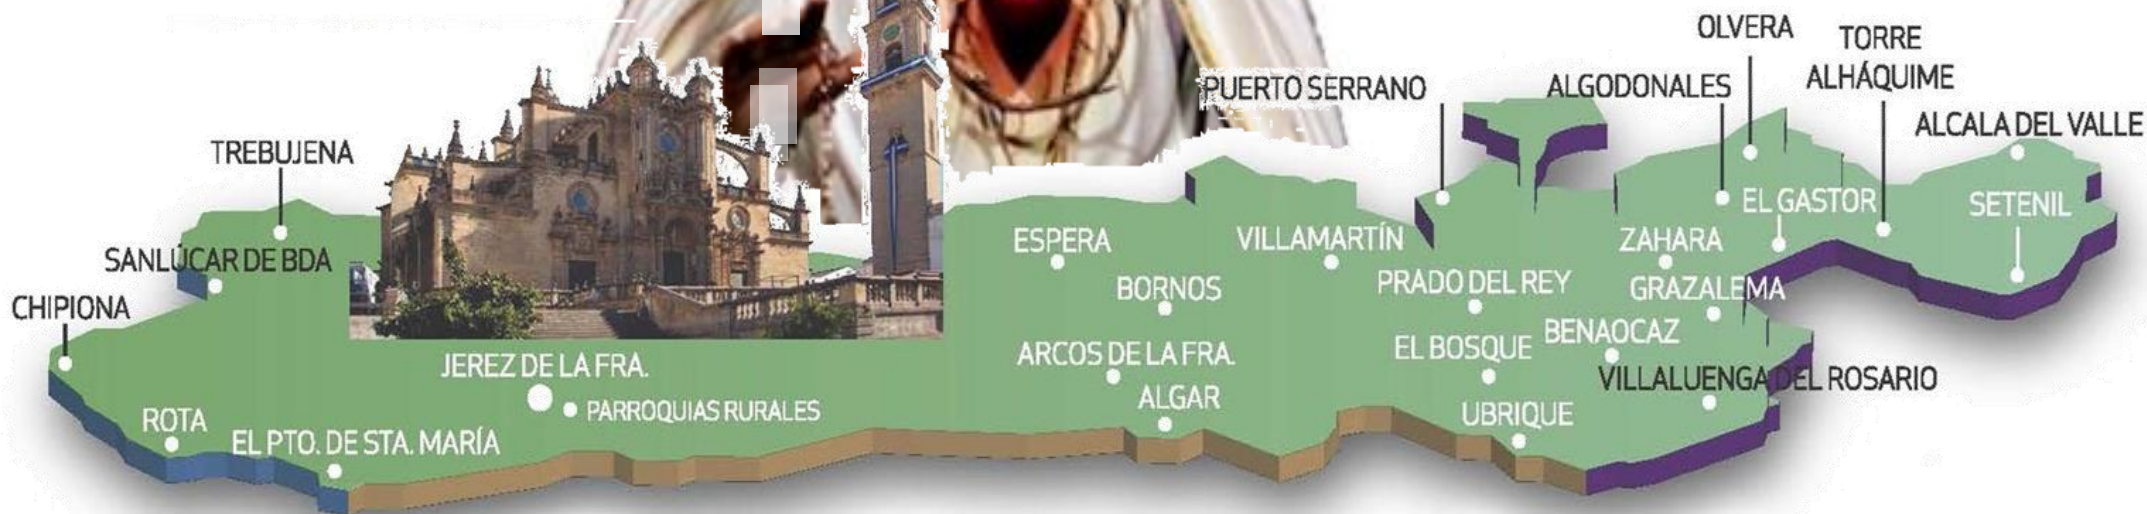 OLVERA
TORRE
ALHÁQUIME
PUERTO SERRANO
ALGODONALES
ALCALA DEL VALLE
TREBUJENA
EL GASTOR
SETENIL
ESPERA
VILLAMARTÍN
ZAHARA
SANLÚCAR DE BDA
BORNOS
PRADO DEL REY
GRAZALEMA
CHIPIONA
BENAOCAZ
ARCOS DE LA FRA.
EL BOSQUE
JEREZ DE LA FRA.
VILLALUENGA DEL ROSARIO
ALGAR
PARROQUIAS RURALES
ROTA
UBRIQUE
EL PTO. DE STA. MARÍA